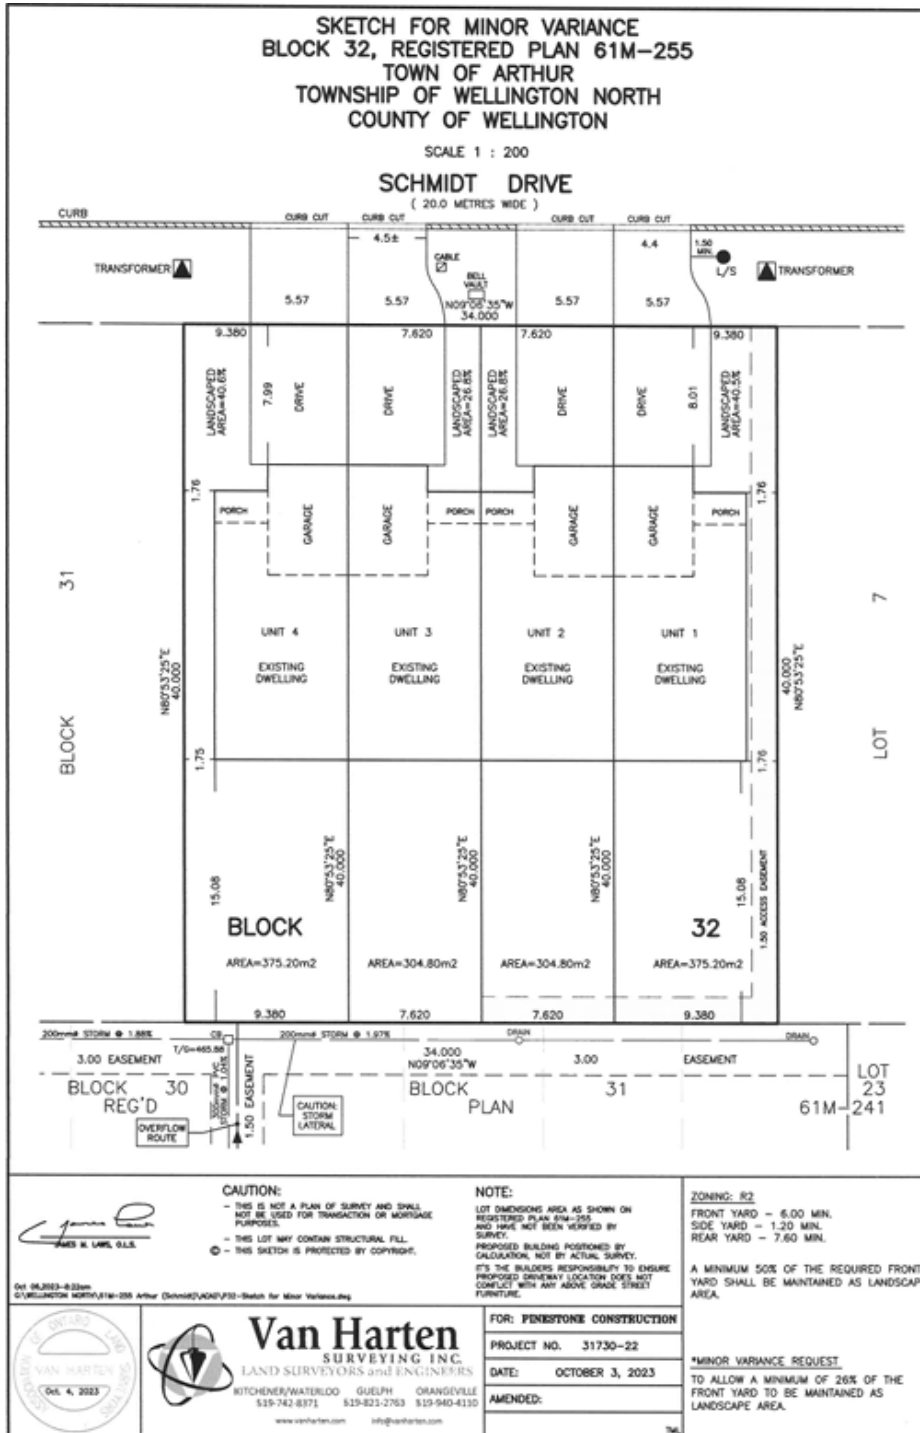 SKETCH FOR MINOR VARIANCE
BLOCK 32, REGISTERED PLAN 61M-255
TOWN OF ARTHUR
TOWNSHIP OF WELLINGTON NORTH
COUNTY OF WELLINGTON
SCALE 1 : 200
SCHMIDT DRIVE
( 20.0 METRES WIDE )
CURB
CURB CUT
CURB CUT
CURB CUT
CURB CUT
4.5±
4.4
1.50
MIN.
TRANSFORMER
CABLE
L/S
TRANSFORMER
BELL
VAULT
5.57
5.57
N09°06'35"W
34.000
5.57
5.57
9.380
7.620
7.620
9.380
LANDSCAPED
AREA=40.6%
7.99
DRIVE
DRIVE
LANDSCAPED
AREA=26.8%
LANDSCAPED
AREA=26.8%
DRIVE
DRIVE
8.01
LANDSCAPED
AREA=40.5%
1.76
1.76
PORCH
GARAGE
GARAGE
PORCH
PORCH
GARAGE
GARAGE
PORCH
31
7
UNIT 4
UNIT 3
UNIT 2
UNIT 1
EXISTING
DWELLING
EXISTING
DWELLING
EXISTING
DWELLING
EXISTING
DWELLING
N80°53'25"E
40.000
40.000
N80°53'25"E
BLOCK
LOT
1.75
1.76
15.08
N80°53'25"E
40.000
N80°53'25"E
40.000
N80°53'25"E
40.000
15.08
1.50 ACCESS EASEMENT
BLOCK
32
AREA=375.20m2
AREA=304.80m2
AREA=304.80m2
AREA=375.20m2
9.380
7.620
7.620
9.380
200mmø STORM @ 1.88%
CB
200mmø STORM @ 1.97%
DRAIN
DRAIN
T/G=465.88
34.000
N09°06'35"W
3.00 EASEMENT
3.00
EASEMENT
BLOCK 30
REG'D
1.50 EASEMENT
BLOCK
31
PLAN
LOT
23
61M-241
CAUTION:
STORM
LATERAL
OVERFLOW
ROUTE
JAMES M. LAWS, O.L.S.
CAUTION:
- THIS IS NOT A PLAN OF SURVEY AND SHALL
NOT BE USED FOR TRANSACTION OR MORTGAGE
PURPOSES.
- THIS LOT MAY CONTAIN STRUCTURAL FILL.
© - THIS SKETCH IS PROTECTED BY COPYRIGHT.
NOTE:
LOT DIMENSIONS AREA AS SHOWN ON
REGISTERED PLAN 61M-255
AND HAVE NOT BEEN VERIFIED BY
SURVEY.
PROPOSED BUILDING POSITIONED BY
CALCULATION, NOT BY ACTUAL SURVEY.
IT'S THE BUILDERS RESPONSIBILITY TO ENSURE
PROPOSED DRIVEWAY LOCATION DOES NOT
CONFLICT WITH ANY ABOVE GRADE STREET
FURNITURE.
ZONING: R2
FRONT YARD - 6.00 MIN.
SIDE YARD - 1.20 MIN.
REAR YARD - 7.60 MIN.
A MINIMUM 50% OF THE REQUIRED FRONT
YARD SHALL BE MAINTAINED AS LANDSCAP
AREA.
*MINOR VARIANCE REQUEST
TO ALLOW A MINIMUM OF 26% OF THE
FRONT YARD TO BE MAINTAINED AS
LANDSCAPE AREA.
ASSOCIATION OF ONTARIO LAND SURVEYORS
VAN HARTEN
Oct. 4, 2023
Van Harten
SURVEYING INC.
LAND SURVEYORS and ENGINEERS
KITCHENER/WATERLOO GUELPH ORANGEVILLE
519-742-8371 519-821-2763 519-940-4110
www.vanharten.com info@vanharten.com
FOR: PINESTONE CONSTRUCTION
PROJECT NO. 31730-22
DATE: OCTOBER 3, 2023
AMENDED: